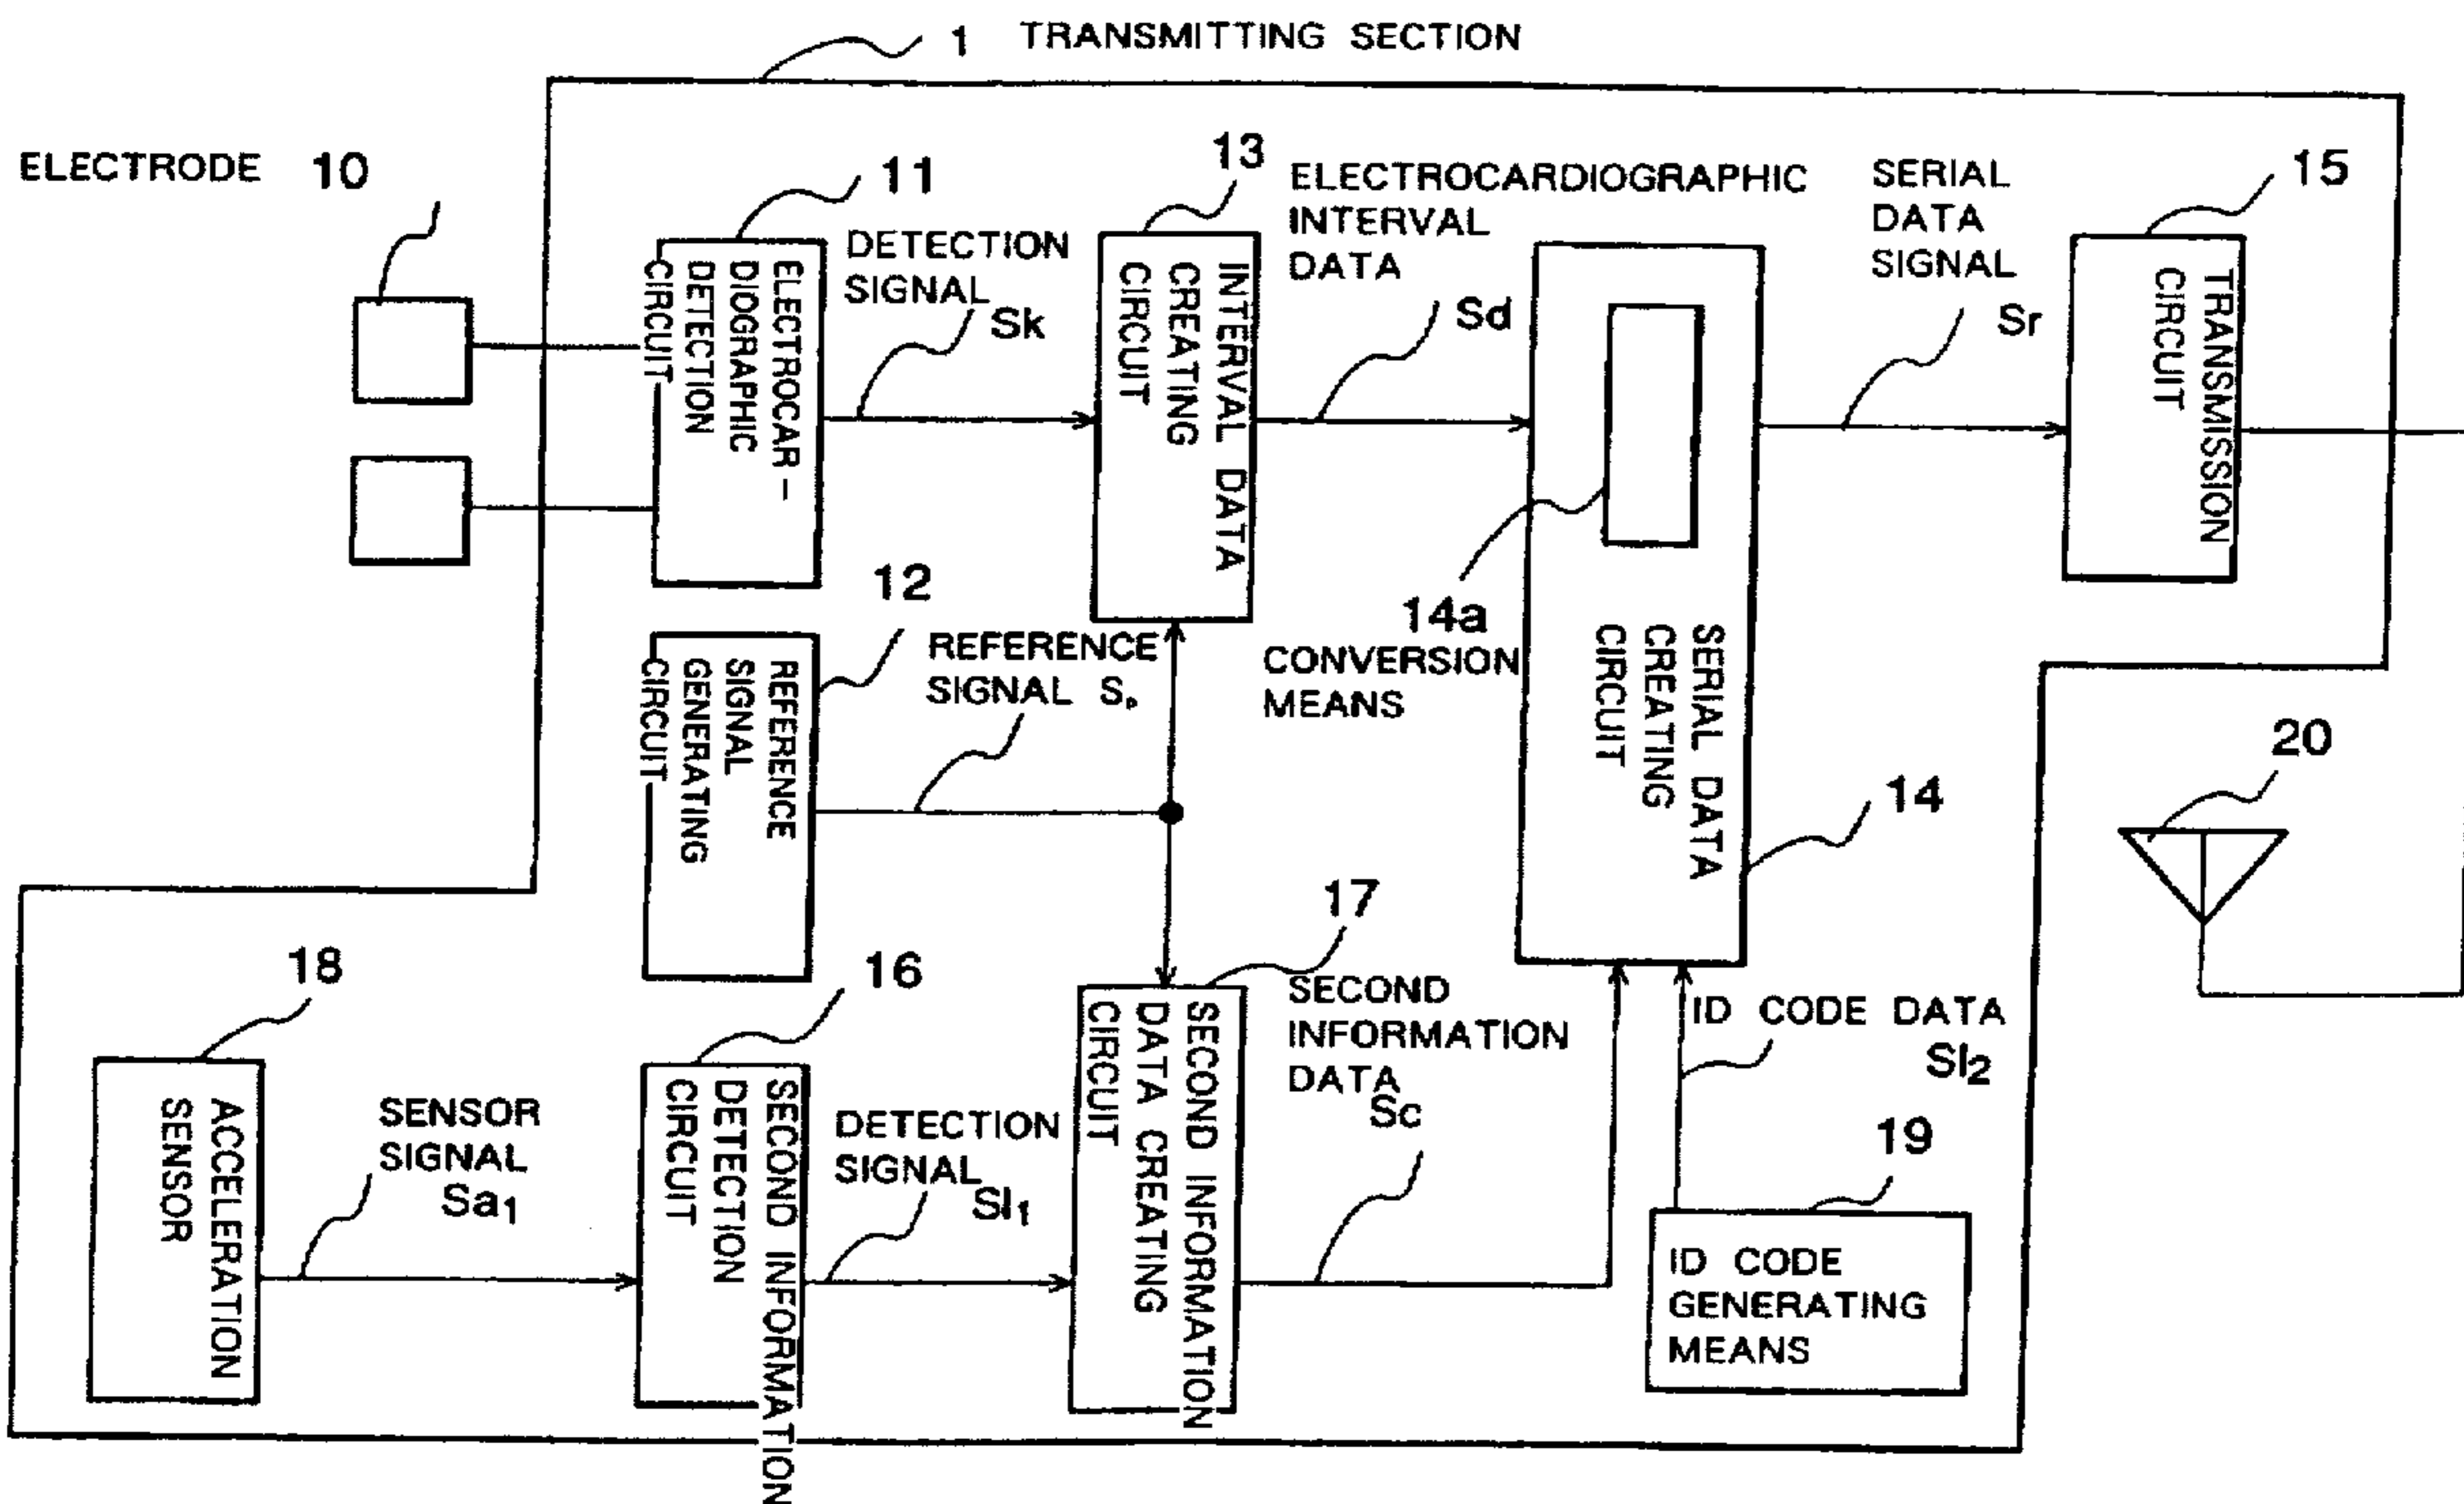 1 TRANSMITTING SECTION
ELECTRODE 10
11
ELECTROCAR-
DIOGRAPHIC
DETECTION
CIRCUIT
DETECTION
SIGNAL
Sk
13
INTERVAL DATA
CREATING
CIRCUIT
ELECTROCARDIOGRAPHIC
INTERVAL
DATA
Sd
SERIAL
DATA
SIGNAL
Sr
15
TRANSMISSION
CIRCUIT
12
REFERENCE
SIGNAL
GENERATING
CIRCUIT
REFERENCE
SIGNAL S
14a
CONVERSION
MEANS
SERIAL DATA
CREATING
CIRCUIT
14
20
18
ACCELERATION
SENSOR
SENSOR
SIGNAL
Sa1
16
SECOND INFORMATION
DETECTION
CIRCUIT
DETECTION
SIGNAL
SI1
17
SECOND INFORMATION
DATA CREATING
CIRCUIT
SECOND
INFORMATION
DATA
Sc
ID CODE DATA
SI2
19
ID CODE
GENERATING
MEANS